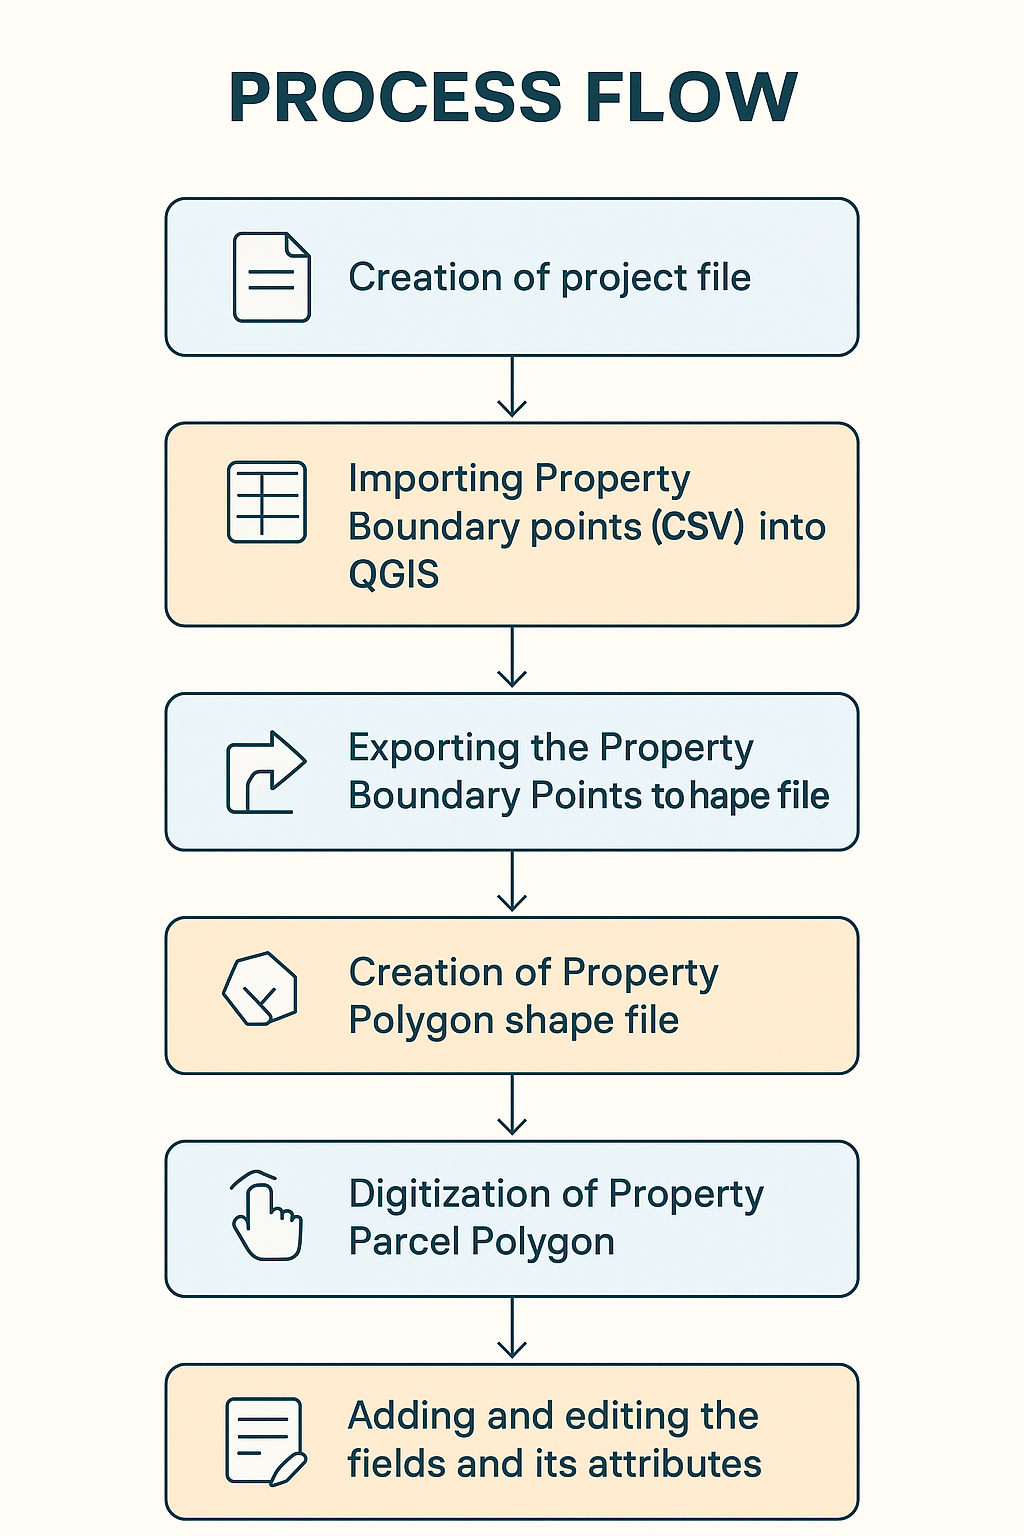 PROCESS FLOW
Creation of project file
Importing Property
Boundary points (CSV) into
QGIS
Exporting the Property
Boundary Points to hape file
Creation of Property
Polygon shape file
Digitization of Property
Parcel Polygon
Adding and editing the
fields and its attributes